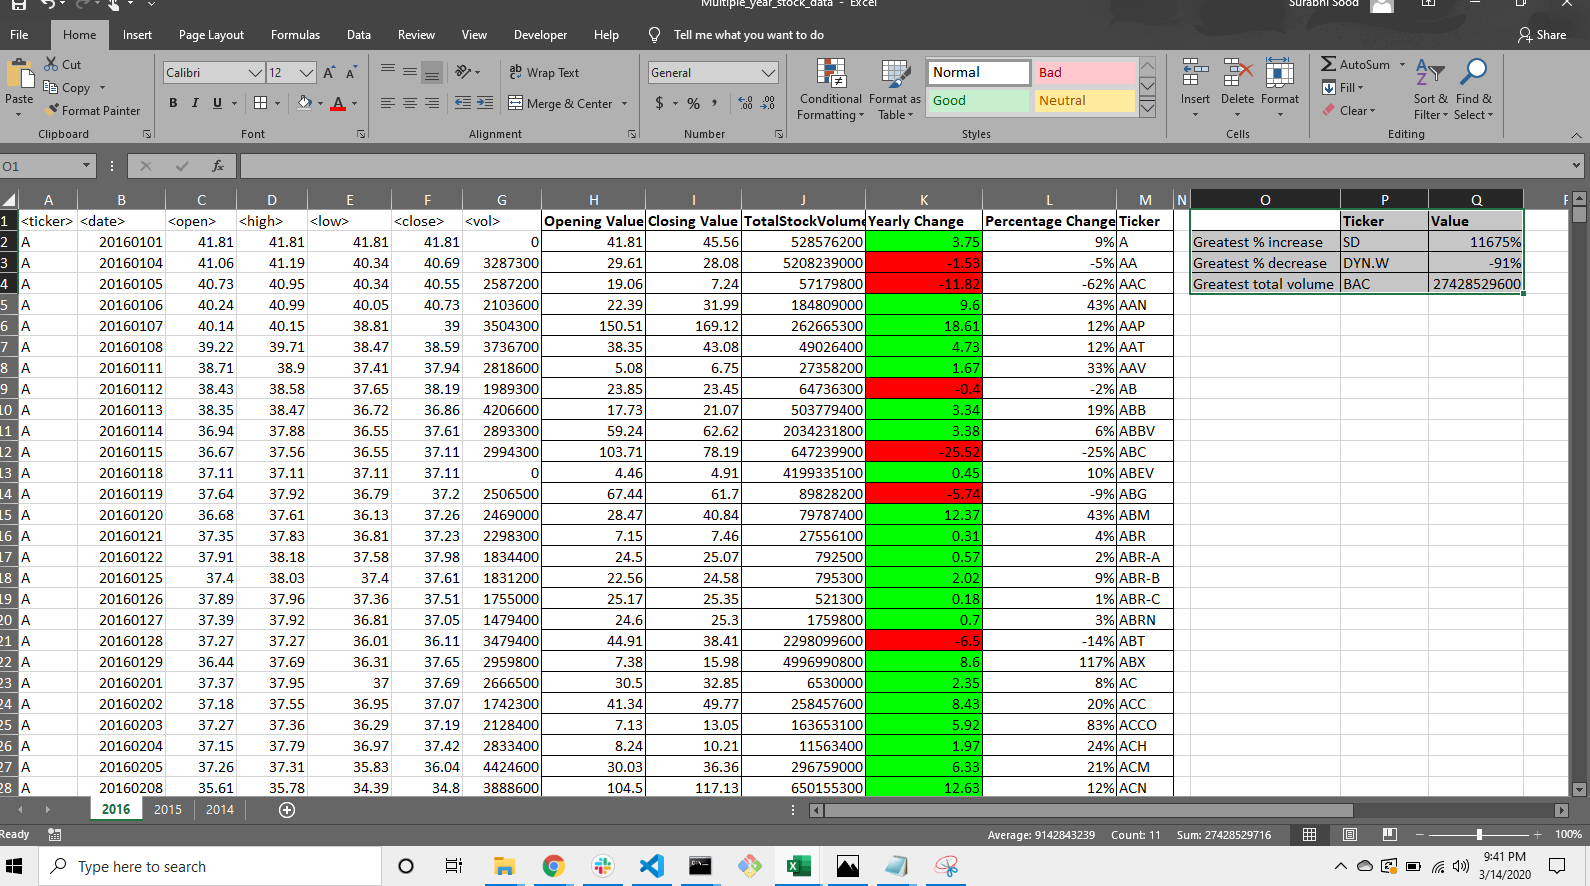 Multiple_year_stock_data - Excel
Surabhi Sood
File Home Insert Page Layout Formulas Data Review View Developer Help Tell me what you want to do Share
Paste Cut Copy Format Painter Clipboard
Calibri 12 A A B I U A Font
ab Wrap Text Merge & Center Alignment
General $ % , Number
Conditional Formatting Format as Table Normal Bad Good Neutral Styles
Insert Delete Format Cells
AutoSum Fill Clear Sort & Filter Find & Select Editing
O1 fx
A B C D E F G H I J K L M N O P Q
1 <ticker> <date> <open> <high> <low> <close> <vol> Opening Value Closing Value TotalStockVolume Yearly Change Percentage Change Ticker Ticker Value
2 A 20160101 41.81 41.81 41.81 41.81 0 41.81 45.56 528576200 3.75 9% A Greatest % increase SD 11675%
3 A 20160104 41.06 41.19 40.34 40.69 3287300 29.61 28.08 5208239000 -1.53 -5% AA Greatest % decrease DYN.W -91%
4 A 20160105 40.73 40.95 40.34 40.55 2587200 19.06 7.24 57179800 -11.82 -62% AAC Greatest total volume BAC 27428529600
5 A 20160106 40.24 40.99 40.05 40.73 2103600 22.39 31.99 184809000 9.6 43% AAN
6 A 20160107 40.14 40.15 38.81 39 3504300 150.51 169.12 262665300 18.61 12% AAP
7 A 20160108 39.22 39.71 38.47 38.59 3736700 38.35 43.08 49026400 4.73 12% AAT
8 A 20160111 38.71 38.9 37.41 37.94 2818600 5.08 6.75 27358200 1.67 33% AAV
9 A 20160112 38.43 38.58 37.65 38.19 1989300 23.85 23.45 64736300 -0.4 -2% AB
10 A 20160113 38.35 38.47 36.72 36.86 4206600 17.73 21.07 503779400 3.34 19% ABB
11 A 20160114 36.94 37.88 36.55 37.61 2893300 59.24 62.62 2034231800 3.38 6% ABBV
12 A 20160115 36.67 37.56 36.55 37.11 2994300 103.71 78.19 647239900 -25.52 -25% ABC
13 A 20160118 37.11 37.11 37.11 37.11 0 4.46 4.91 4199335100 0.45 10% ABEV
14 A 20160119 37.64 37.92 36.79 37.2 2506500 67.44 61.7 89828200 -5.74 -9% ABG
15 A 20160120 36.68 37.61 36.13 37.26 2469000 28.47 40.84 79787400 12.37 43% ABM
16 A 20160121 37.35 37.83 36.81 37.23 2298300 7.15 7.46 27556100 0.31 4% ABR
17 A 20160122 37.91 38.18 37.58 37.98 1834400 24.5 25.07 792500 0.57 2% ABR-A
18 A 20160125 37.4 38.03 37.4 37.61 1831200 22.56 24.58 795300 2.02 9% ABR-B
19 A 20160126 37.89 37.96 37.36 37.51 1755000 25.17 25.35 521300 0.18 1% ABR-C
20 A 20160127 37.39 37.92 36.81 37.05 1479400 24.6 25.3 1759800 0.7 3% ABRN
21 A 20160128 37.27 37.27 36.01 36.11 3479400 44.91 38.41 2298099600 -6.5 -14% ABT
22 A 20160129 36.44 37.69 36.31 37.65 2959800 7.38 15.98 4996990800 8.6 117% ABX
23 A 20160201 37.37 37.95 37 37.69 2666500 30.5 32.85 6530000 2.35 8% AC
24 A 20160202 37.18 37.55 36.95 37.07 1742300 41.34 49.77 258457600 8.43 20% ACC
25 A 20160203 37.27 37.36 36.29 37.19 2128400 7.13 13.05 163653100 5.92 83% ACCO
26 A 20160204 37.15 37.79 36.97 37.42 2833400 8.24 10.21 11563400 1.97 24% ACH
27 A 20160205 37.26 37.31 35.83 36.04 4424600 30.03 36.36 296759000 6.33 21% ACM
28 A 20160208 35.61 35.78 34.39 34.8 3888600 104.5 117.13 650155300 12.63 12% ACN
2016 2015 2014
Ready Average: 9142843239 Count: 11 Sum: 27428529716 100%
Type here to search
9:41 PM
3/14/2020